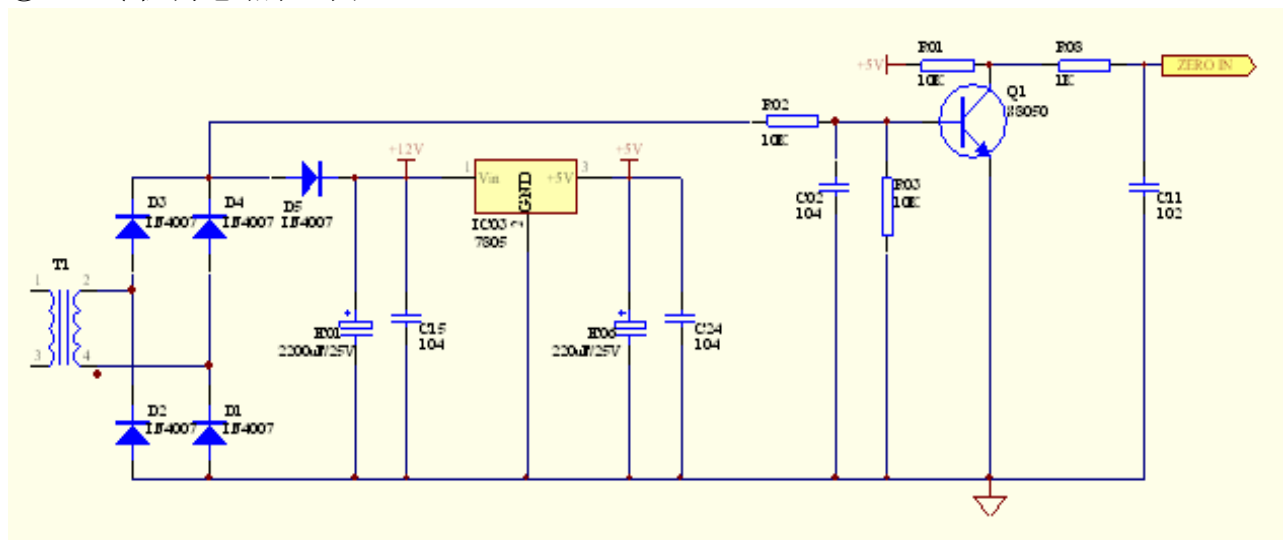 +5V
R01
10K
R08
1K
ZERO IN
Q1
S8050
R02
10K
C02
104
R03
10K
C11
102
+12V
1
Vin
+5V
3
GND
2
IC03
7805
+5V
D3
1N4007
D4
1N4007
D5
1N4007
T1
1
2
3
4
E01
2200uF/25V
C15
104
E06
220uF/25V
C24
104
D2
1N4007
D1
1N4007